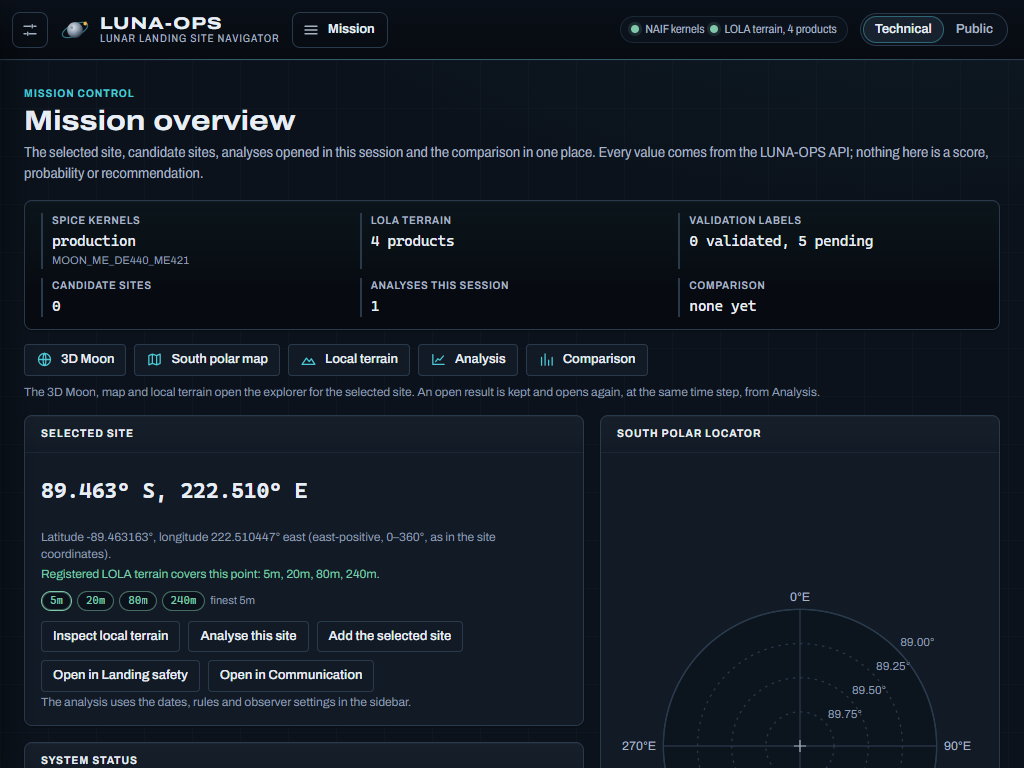 LUNA-OPS
LUNAR LANDING SITE NAVIGATOR
Mission
NAIF kernels
LOLA terrain, 4 products
Technical
Public
MISSION CONTROL
Mission overview
The selected site, candidate sites, analyses opened in this session and the comparison in one place. Every value comes from the LUNA-OPS API; nothing here is a score,
probability or recommendation.
SPICE KERNELS
production
MOON_ME_DE440_ME421
LOLA TERRAIN
4 products
VALIDATION LABELS
0 validated, 5 pending
CANDIDATE SITES
0
ANALYSES THIS SESSION
1
COMPARISON
none yet
3D Moon
South polar map
Local terrain
Analysis
Comparison
The 3D Moon, map and local terrain open the explorer for the selected site. An open result is kept and opens again, at the same time step, from Analysis.
SELECTED SITE
89.463° S, 222.510° E
Latitude -89.463163°, longitude 222.510447° east (east-positive, 0–360°, as in the site
coordinates).
Registered LOLA terrain covers this point: 5m, 20m, 80m, 240m.
5m 20m 80m 240m finest 5m
Inspect local terrain
Analyse this site
Add the selected site
Open in Landing safety
Open in Communication
The analysis uses the dates, rules and observer settings in the sidebar.
SYSTEM STATUS
SOUTH POLAR LOCATOR
0°E
89.00°
89.25°
89.50°
89.75°
270°E
90°E